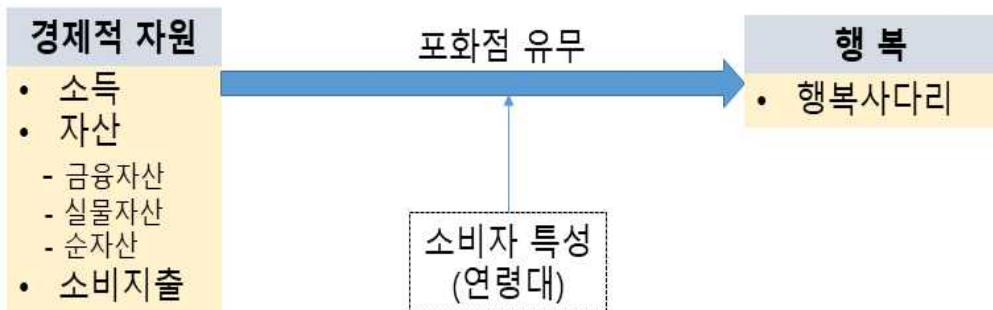 경제적 자원
• 소득
• 자산
- 금융자산
- 실물자산
- 순자산
• 소비지출
포화점 유무
소비자 특성
(연령대)
행 복
• 행복사다리